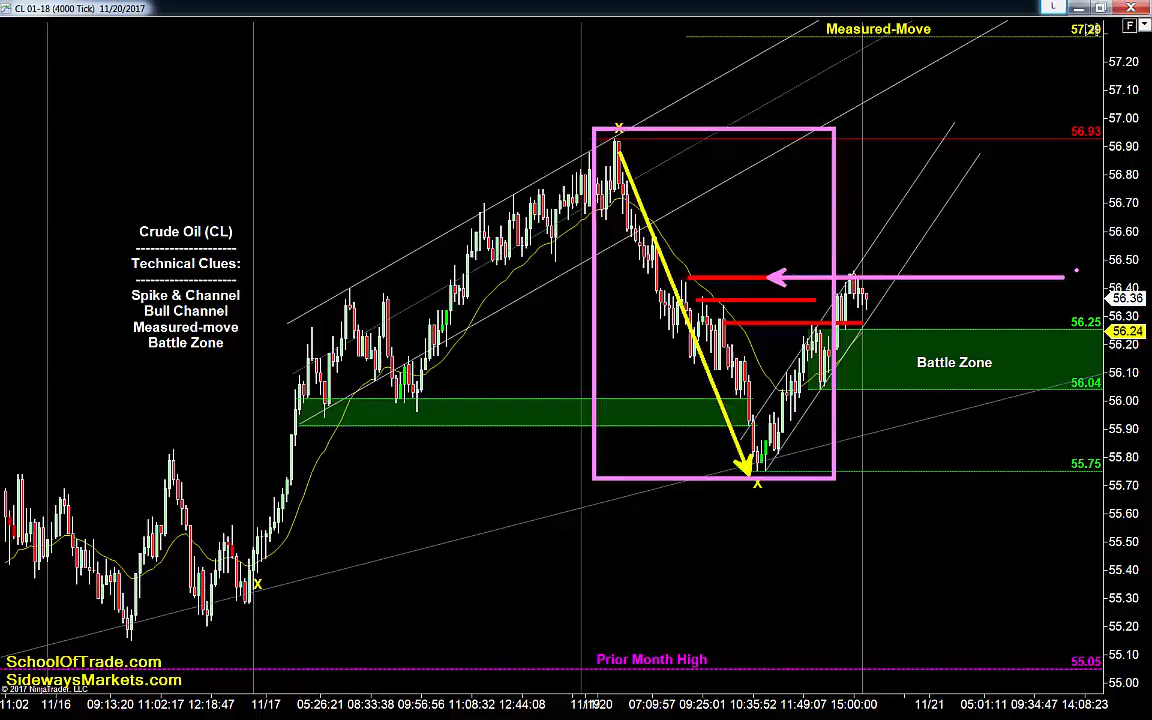 CL 01-18 (4000 Tick) 11/20/2017
L
F
Measured-Move
57.29
57.20
57.10
57.00
56.93
56.90
56.80
56.70
56.60
56.50
56.40
56.36
56.30
56.25
56.24
56.20
56.10
56.04
56.00
55.90
55.80
55.75
55.70
55.60
55.50
55.40
55.30
55.20
55.10
55.05
55.00
X
Crude Oil (CL)
--------------------
Technical Clues:
--------------------
Spike & Channel
Bull Channel
Measured-move
Battle Zone
Battle Zone
X
X
Prior Month High
SchoolOfTrade.com
SidewaysMarkets.com
© 2017 NinjaTrader, LLC
11:02 11/16 09:13:20 11:02:17 12:18:47 11/17 05:26:21 08:33:38 09:56:56 11:08:32 12:44:08 07:09:57 09:25:01 10:35:52 11:49:07 15:00:00 11/21 05:01:11 09:34:47 14:08:23